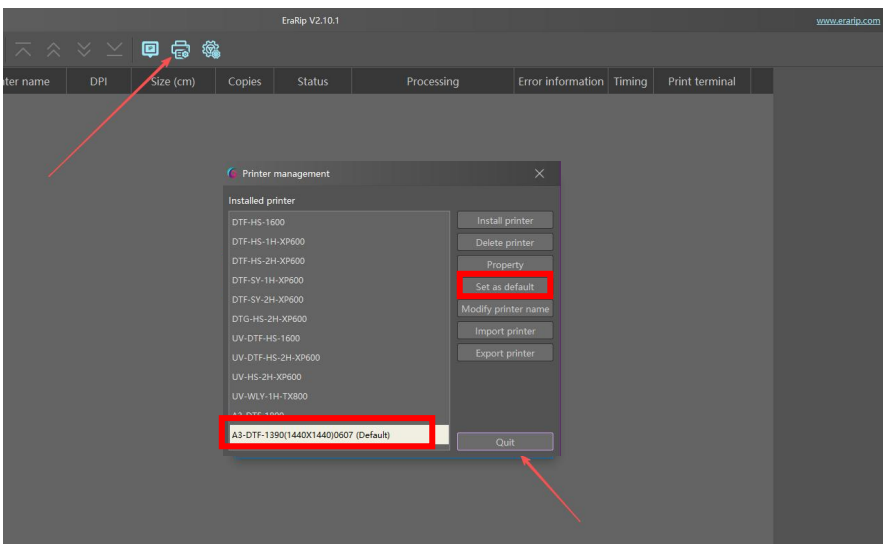 EraRip V2.10.1
www.erarip.com
nter name DPI Size (cm) Copies Status Processing Error information Timing Print terminal
Printer management
Installed printer
DTF-HS-1600
DTF-HS-1H-XP600
DTF-HS-2H-XP600
DTF-SY-1H-XP600
DTF-SY-2H-XP600
DTG-HS-2H-XP600
UV-DTF-HS-1600
UV-DTF-HS-2H-XP600
UV-HS-2H-XP600
UV-WLY-1H-TX800
A3-DTF-1390(1440X1440)0607 (Default)
Install printer
Delete printer
Property
Set as default
Modify printer name
Import printer
Export printer
Quit